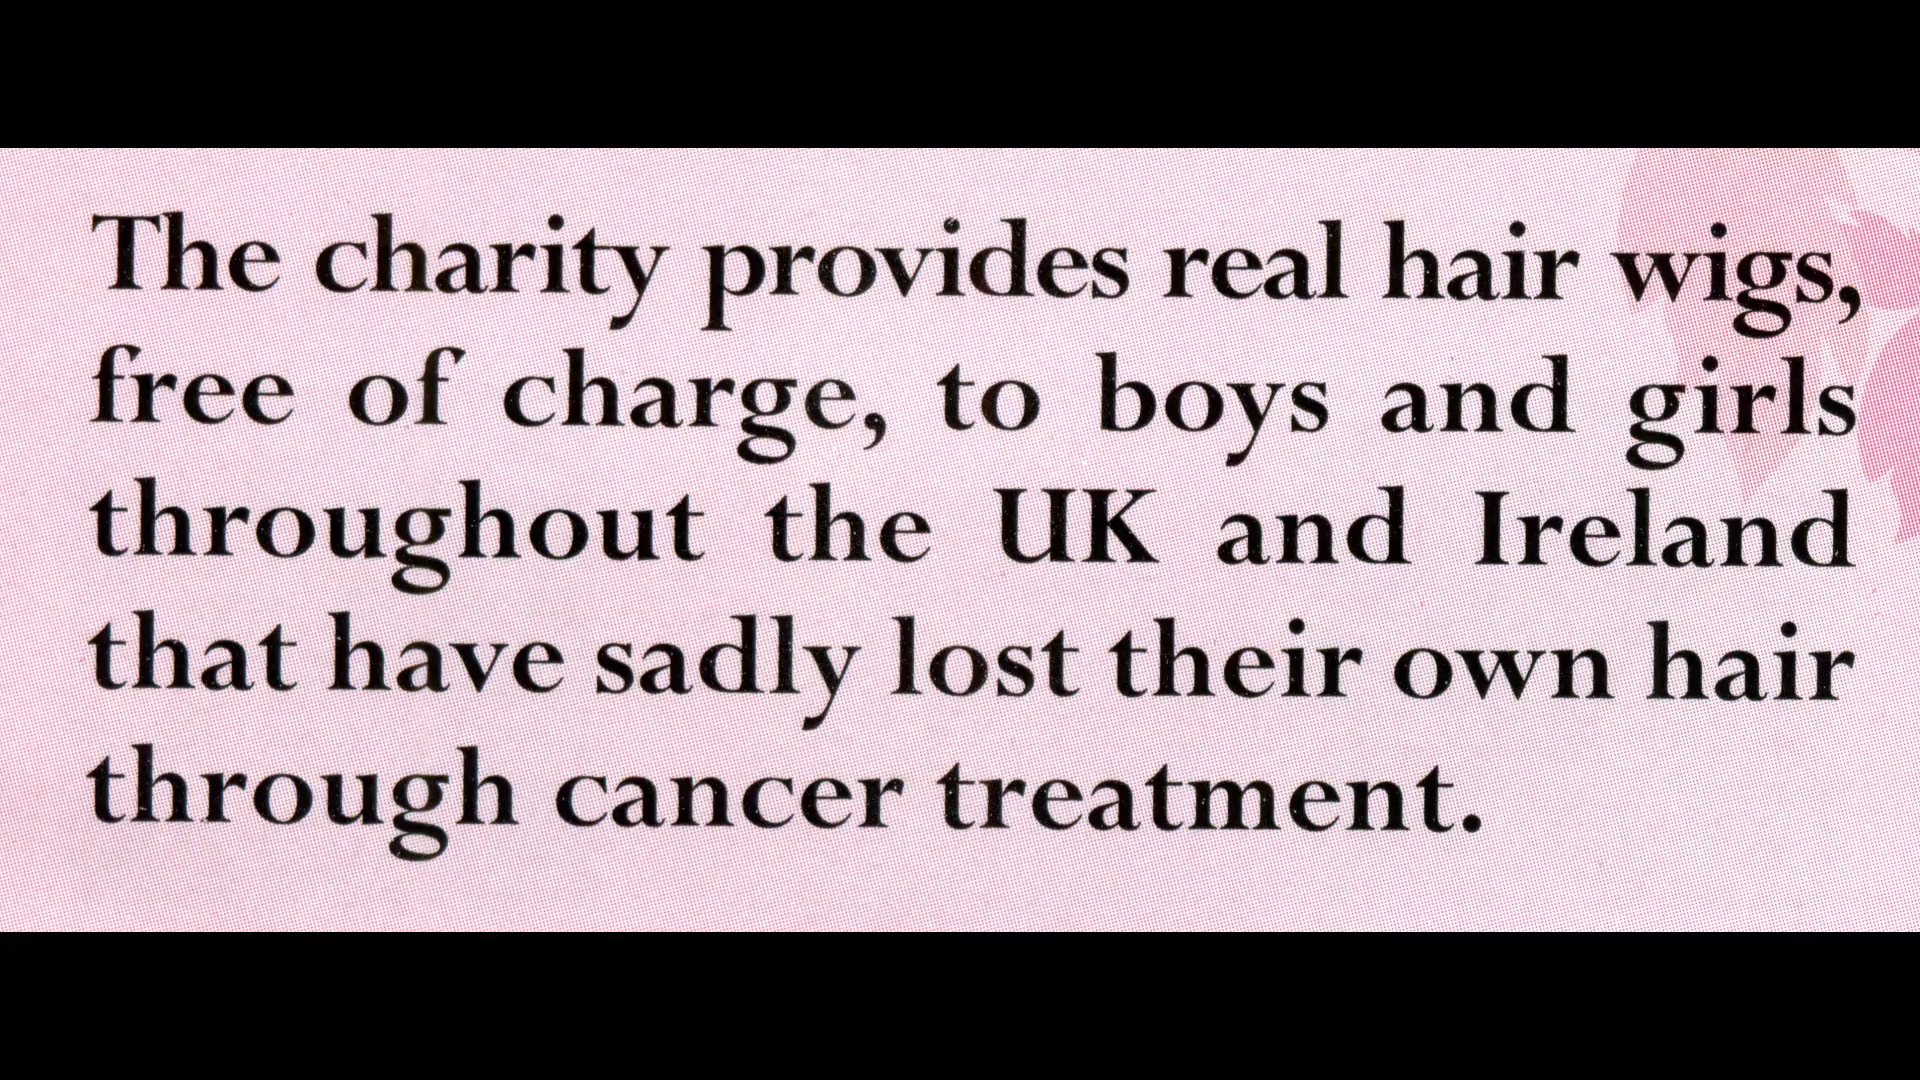 The charity provides real hair wigs,
free of charge, to boys and girls
throughout the UK and Ireland
that have sadly lost their own hair
through cancer treatment.